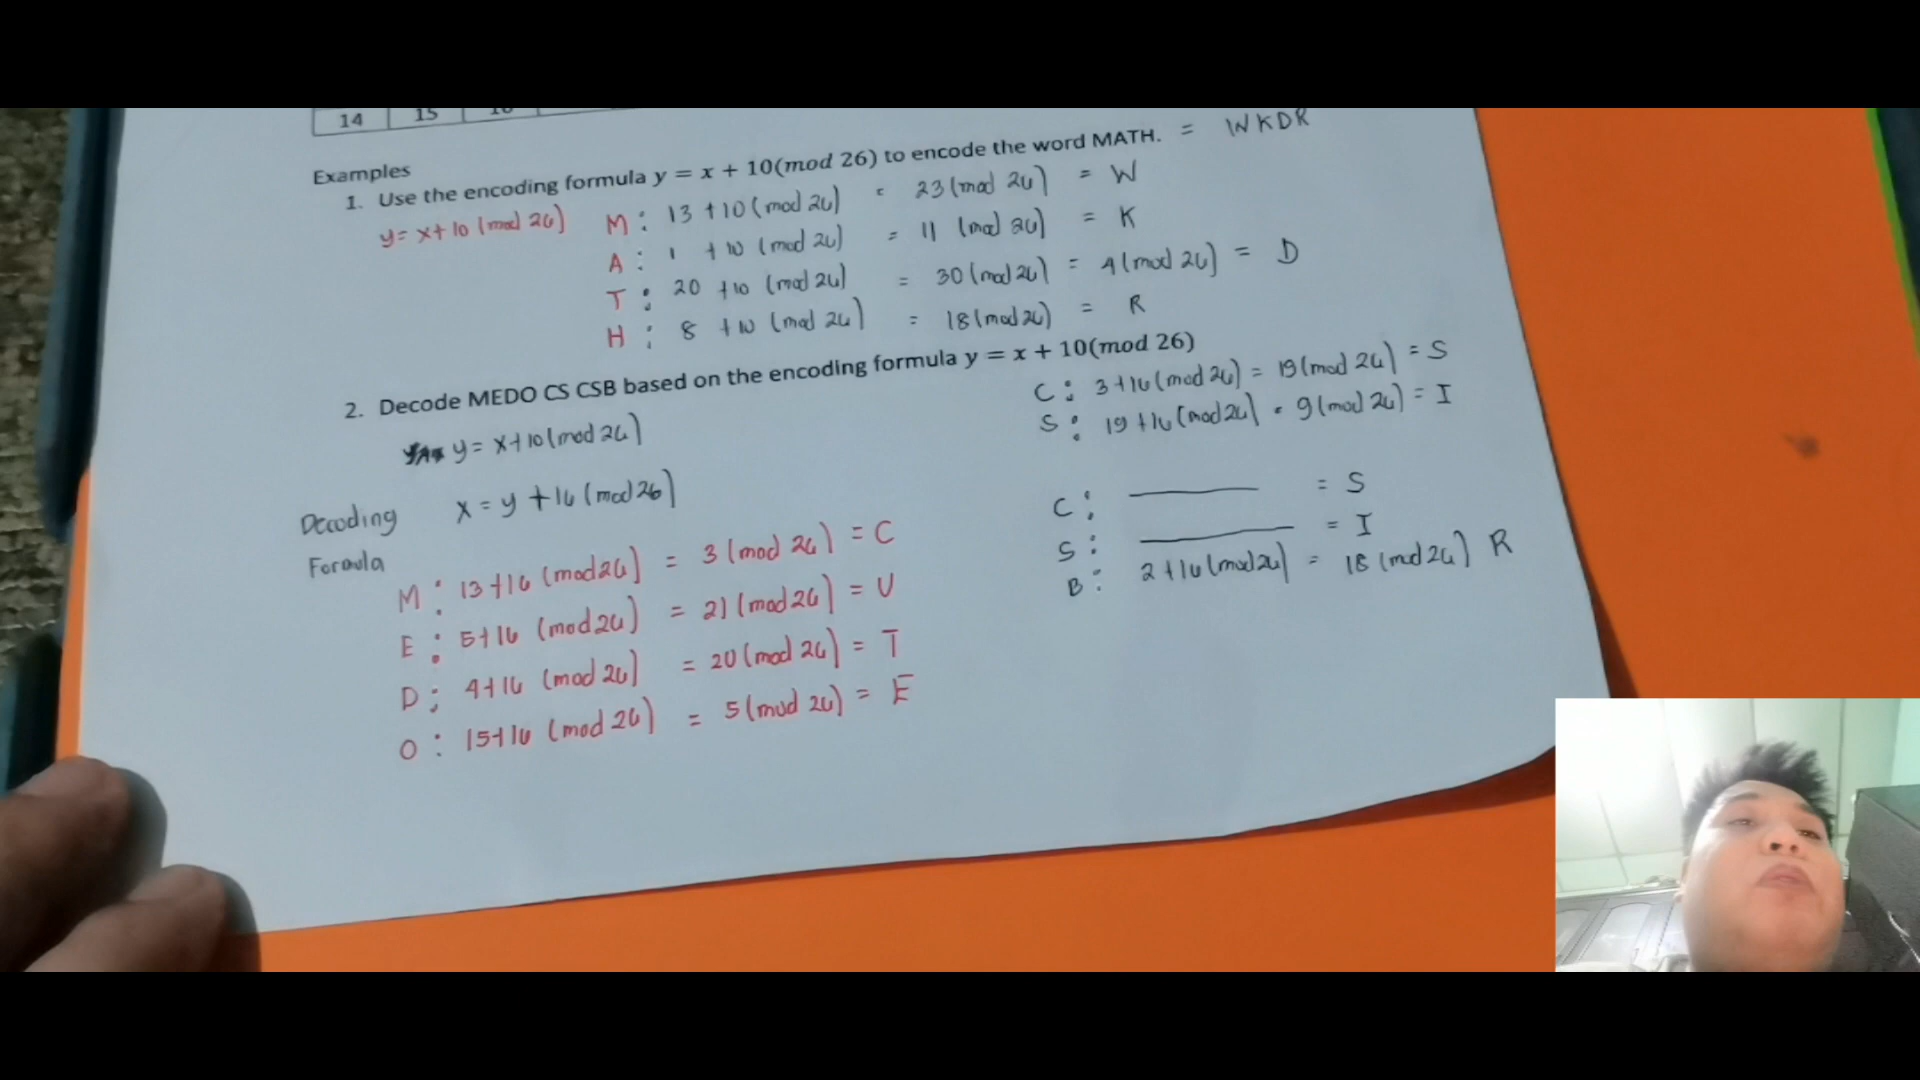 14 15 16
Examples
1. Use the encoding formula y = x + 10(mod 26) to encode the word MATH. = WKDR
y= x+10 (mod 26)
M: 13 +10 (mod 26) = 23 (mod 26) = W
A: 1 +10 (mod 26) = 11 (mod 26) = K
T: 20 +10 (mod 26) = 30 (mod 26) = 4 (mod 26) = D
H: 8 +10 (mod 26) = 18 (mod 26) = R
2. Decode MEDO CS CSB based on the encoding formula y = x + 10(mod 26)
y= x+10 (mod 26)
Decoding
Formula
x = y +16 (mod 26)
M: 13+16 (mod 26) = 3 (mod 26) = C
E: 5+16 (mod 26) = 21 (mod 26) = U
D: 4+16 (mod 26) = 20 (mod 26) = T
O: 15+16 (mod 26) = 5 (mod 26) = E
C: 3+16 (mod 26) = 19 (mod 26) = S
S: 19+16 (mod 26) = 9 (mod 26) = I
C: ______ = S
S: ______ = I
B: 2+16 (mod 26) = 18 (mod 26) R